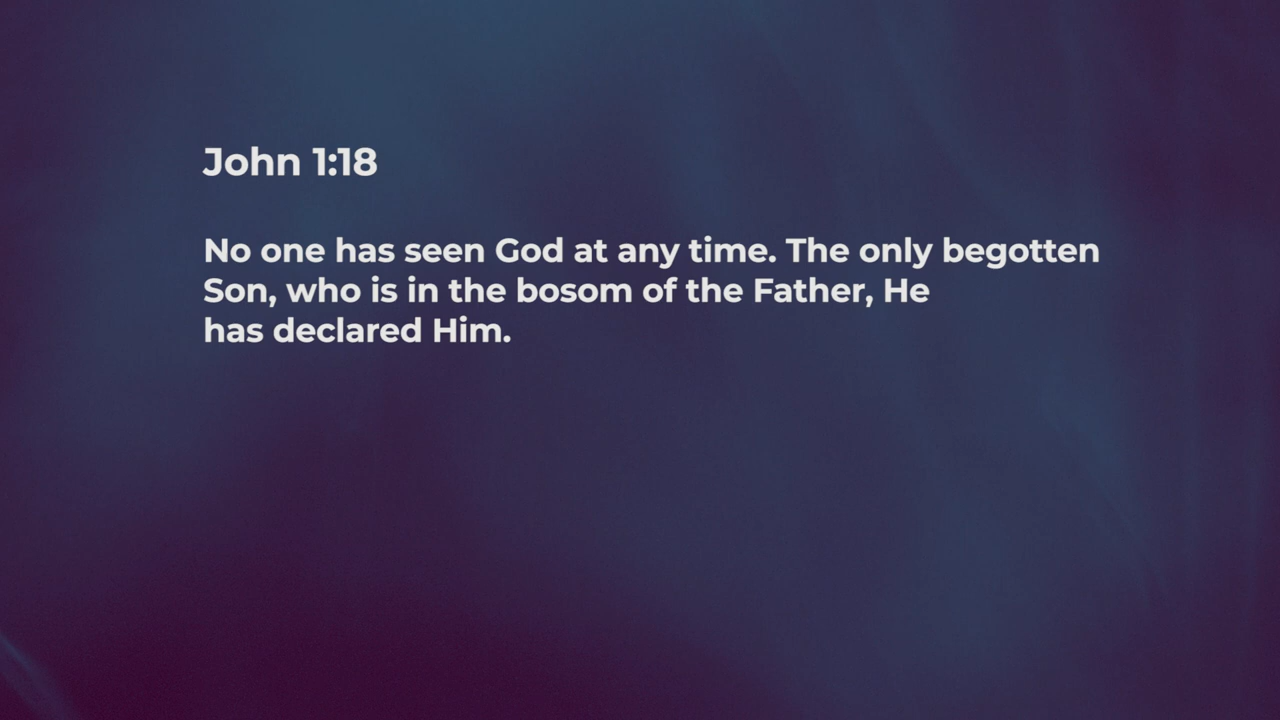 John 1:18
No one has seen God at any time. The only begotten
Son, who is in the bosom of the Father, He
has declared Him.